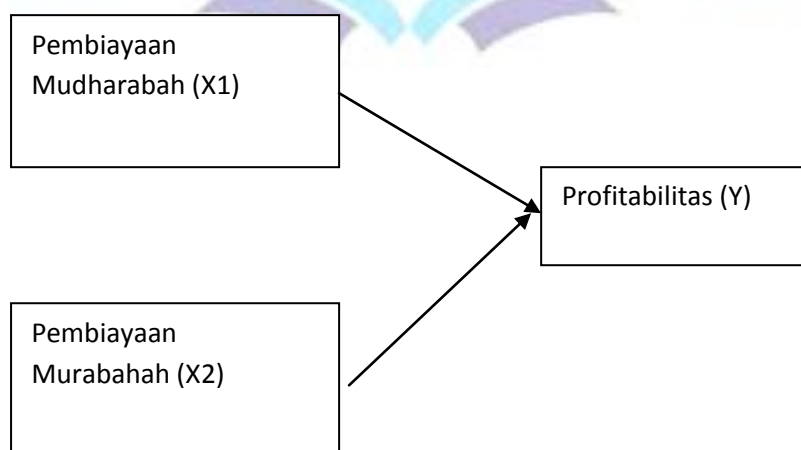 Pembiayaan
Mudharabah (X1)
Profitabilitas (Y)
Pembiayaan
Murabahah (X2)